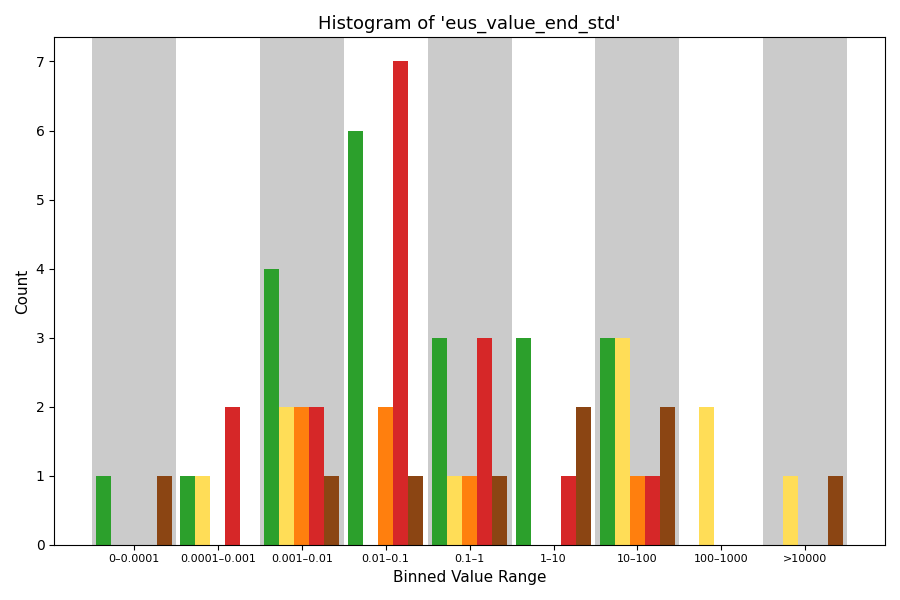 Histogram of 'eus_value_end_std'
Count
7
6
5
4
3
2
1
0
0–0.0001 0.0001–0.001 0.001–0.01 0.01–0.1 0.1–1 1–10 10–100 100–1000 >10000
Binned Value Range